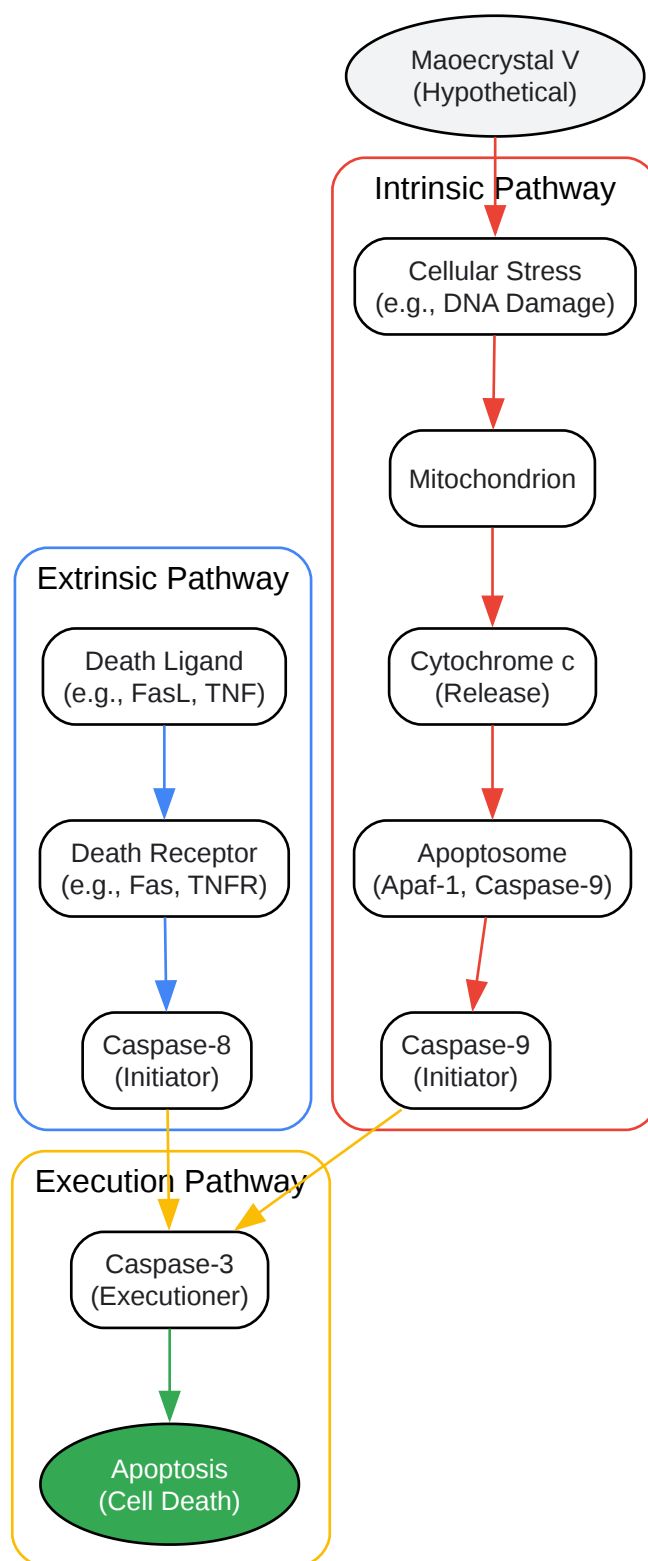 Maoecrystal V
(Hypothetical)
Intrinsic Pathway
Cellular Stress
(e.g., DNA Damage)
Mitochondrion
Extrinsic Pathway
Death Ligand
(e.g., FasL, TNF)
Cytochrome c
(Release)
Death Receptor
(e.g., Fas, TNFR)
Apoptosome
(Apaf-1, Caspase-9)
Caspase-8
(Initiator)
Caspase-9
(Initiator)
Execution Pathway
Caspase-3
(Executioner)
Apoptosis
(Cell Death)